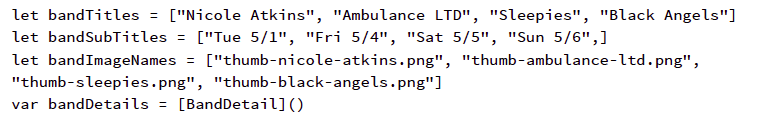 let bandTitles = ["Nicole Atkins", "Ambulance LTD", "Sleepies", "Black Angels"]
let bandSubTitles = ["Tue 5/1", "Fri 5/4", "Sat 5/5", "Sun 5/6",]
let bandImageNames = ["thumb-nicole-atkins.png", "thumb-ambulance-ltd.png",
"thumb-sleepies.png", "thumb-black-angels.png"]
var bandDetails = [BandDetail]()